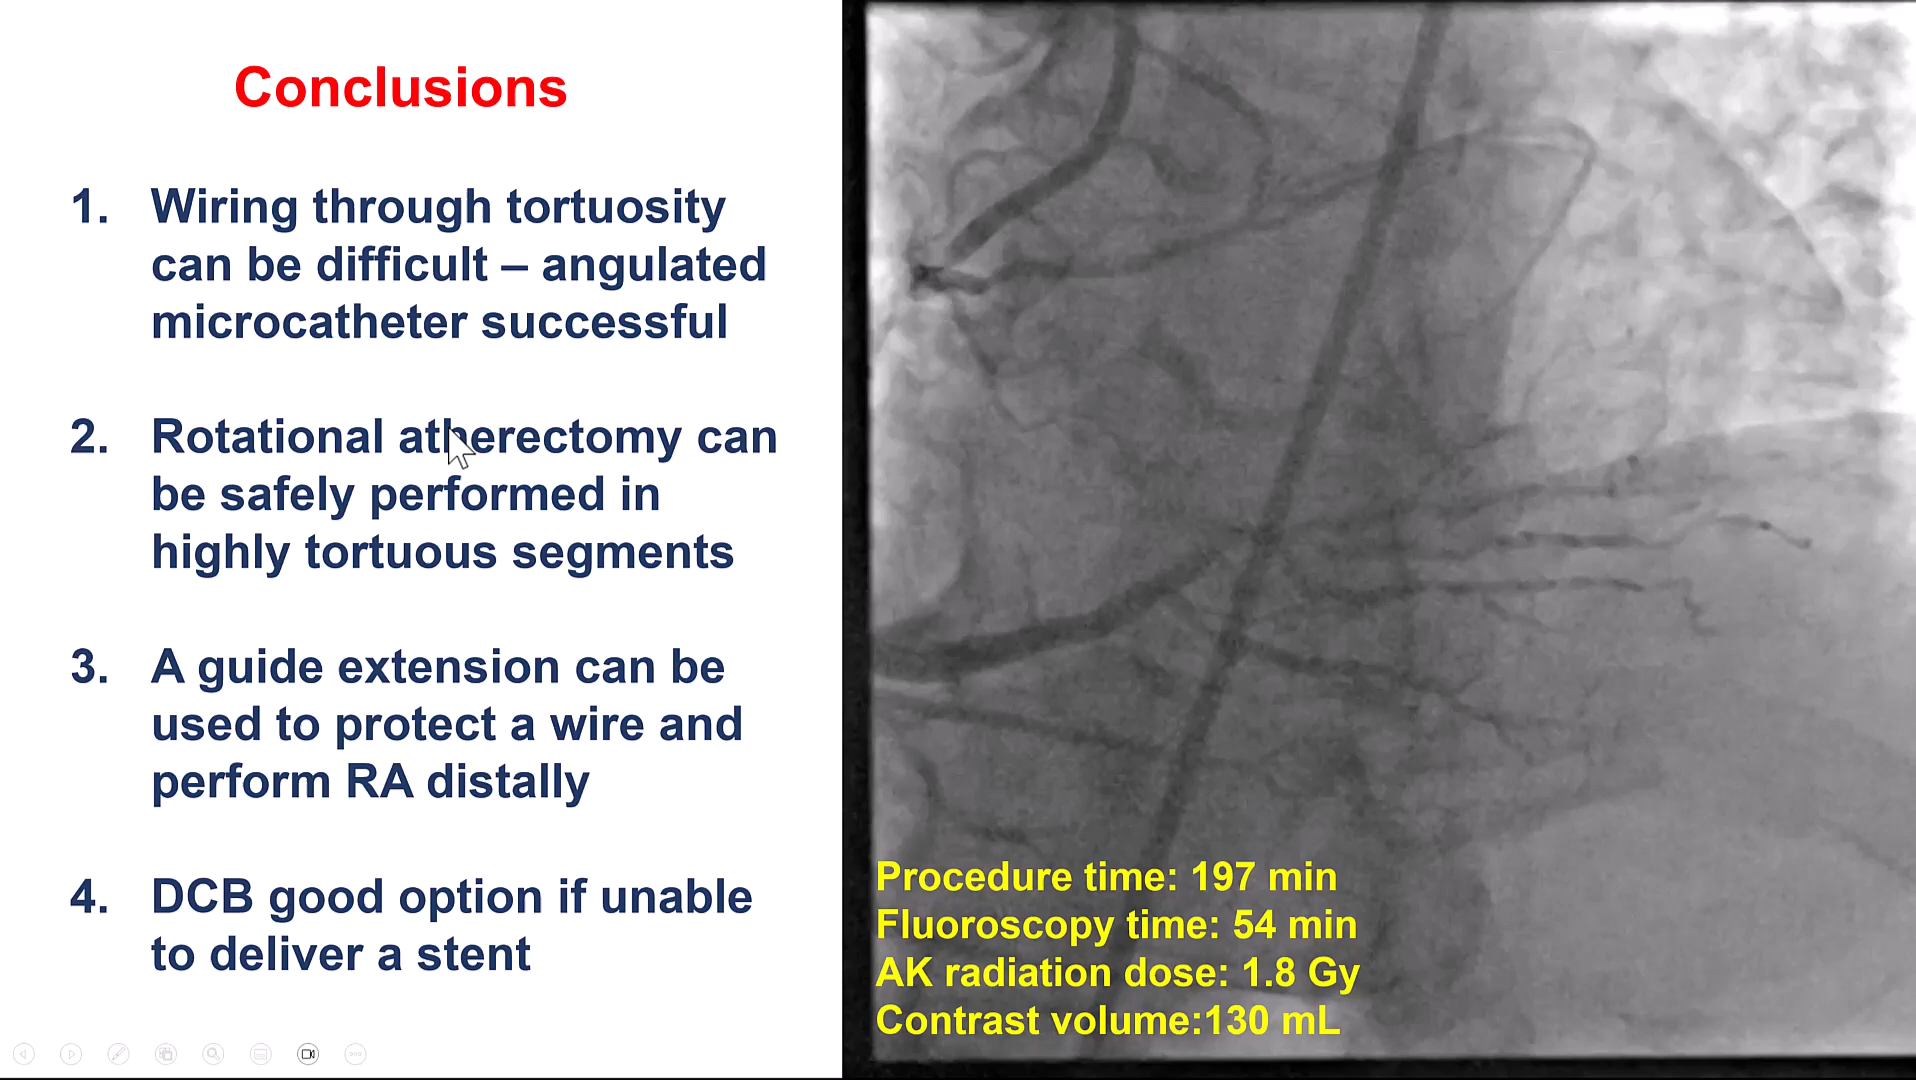 Conclusions
1. Wiring through tortuosity
can be difficult – angulated
microcatheter successful
2. Rotational atherectomy can
be safely performed in
highly tortuous segments
3. A guide extension can be
used to protect a wire and
perform RA distally
4. DCB good option if unable
to deliver a stent
Procedure time: 197 min
Fluoroscopy time: 54 min
AK radiation dose: 1.8 Gy
Contrast volume:130 mL